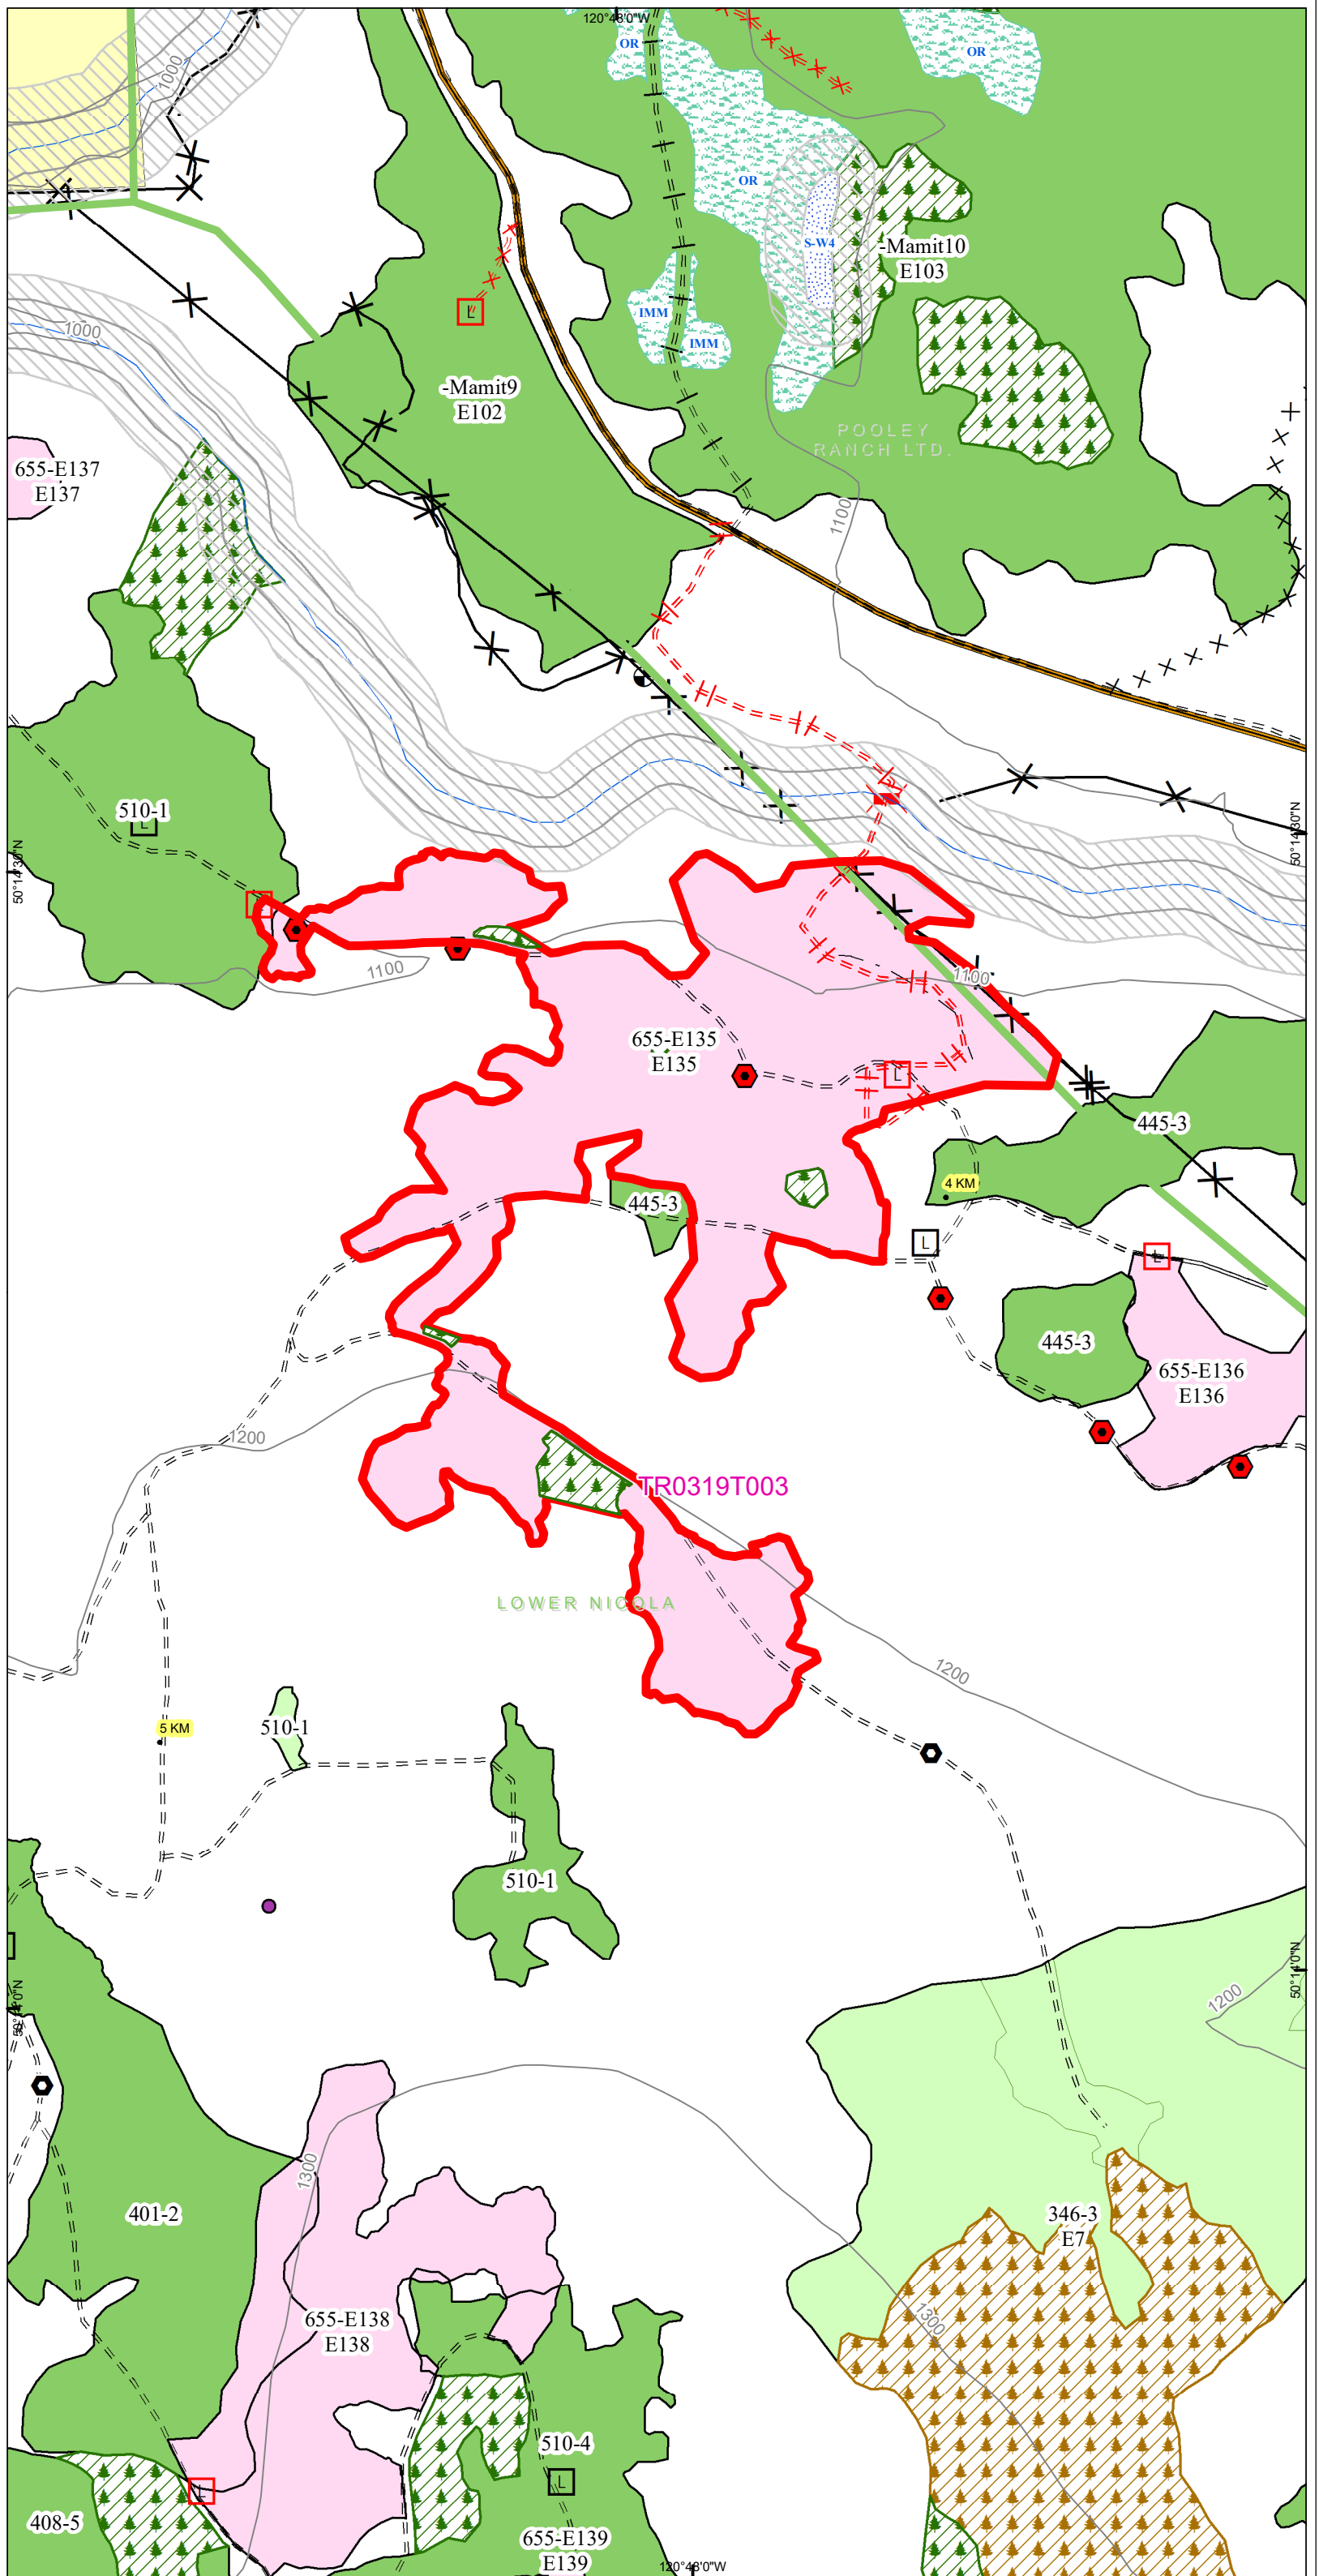 120°48'0"W
OR
OR
1000
OR
S-W4
-Mamit10
E103
L
IMM
1000
IMM
-Mamit9
E102
POOLEY
RANCH LTD.
655-E137
E137
1100
510-1
L
50°14'30"N
50°14'30"N
1100
1100
655-E135
E135
L
445-3
4 KM
445-3
L
L
445-3
655-E136
E136
1200
TR0319T003
LOWER NICOLA
1200
510-1
5 KM
510-1
50°14'0"N
50°14'0"N
1200
1300
401-2
346-3
E7
655-E138
E138
1300
510-4
L
L
408-5
655-E139
E139
120°48'0"W